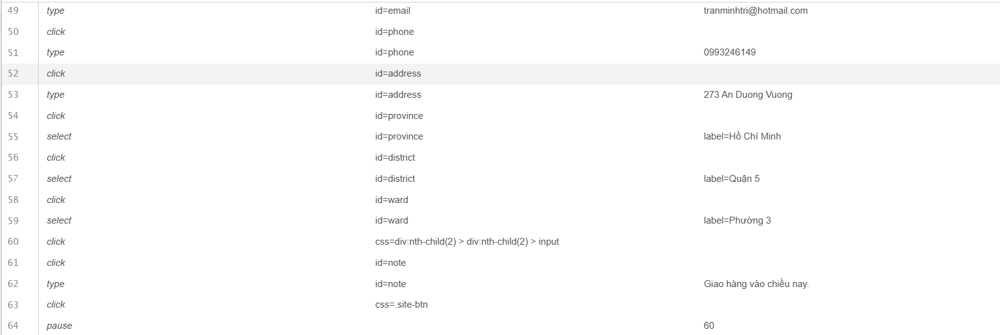 49 type id=email tranminhtri@hotmail.com
50 click id=phone
51 type id=phone 0993246149
52 click id=address
53 type id=address 273 An Duong Vuong
54 click id=province
55 select id=province label=Hồ Chí Minh
56 click id=district
57 select id=district label=Quận 5
58 click id=ward
59 select id=ward label=Phường 3
60 click css=div:nth-child(2) > div:nth-child(2) > input
61 click id=note
62 type id=note Giao hàng vào chiều nay.
63 click css=.site-btn
64 pause 60